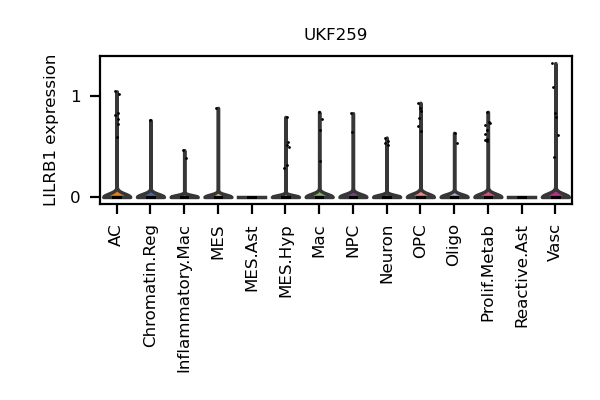 UKF259
LILRB1 expression
1
0
AC
Chromatin.Reg
Inflammatory.Mac
MES
MES.Ast
MES.Hyp
Mac
NPC
Neuron
OPC
Oligo
Prolif.Metab
Reactive.Ast
Vasc